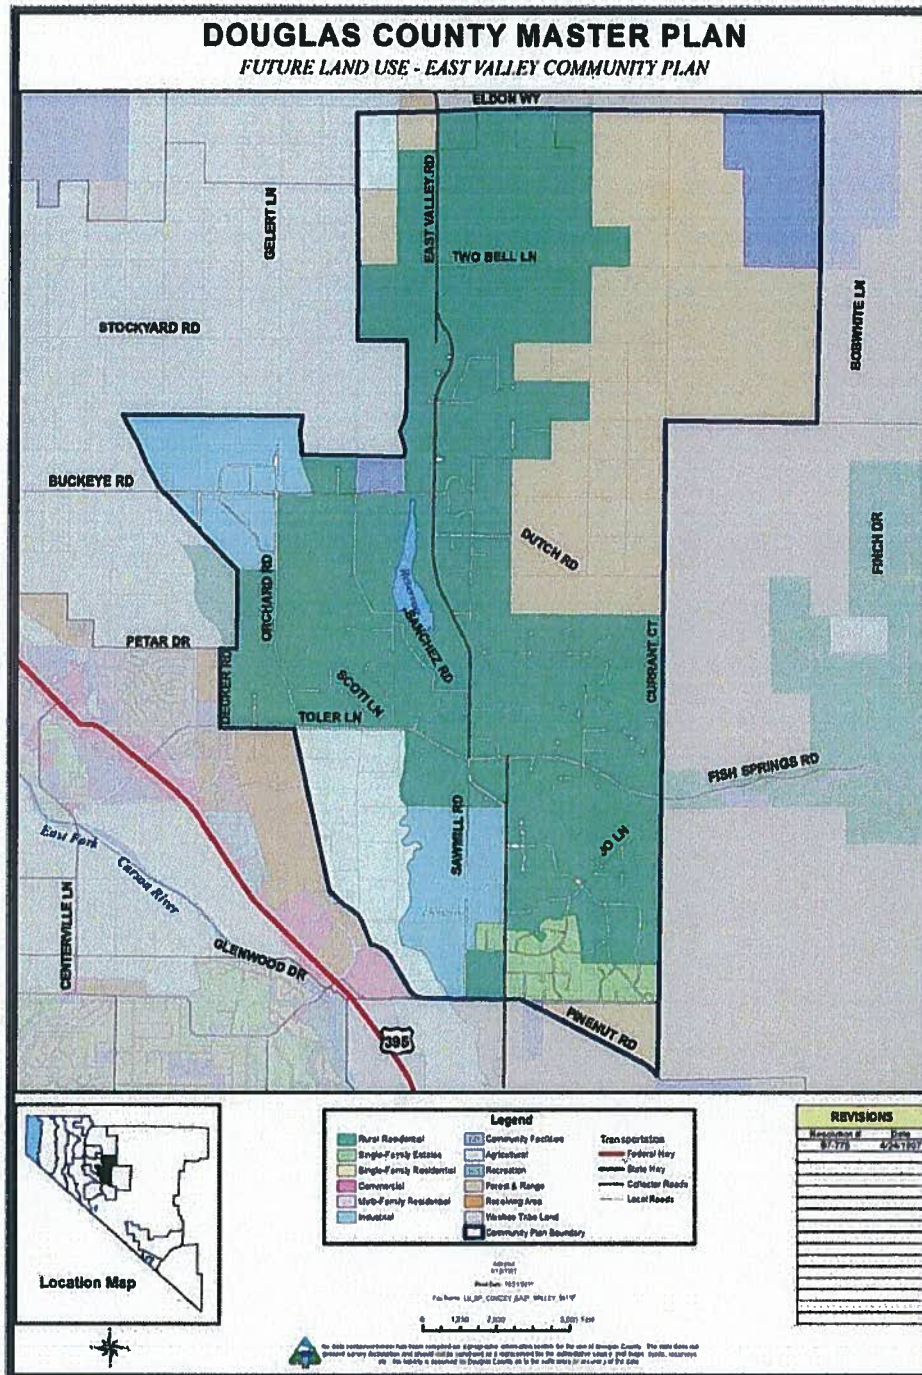 DOUGLAS COUNTY MASTER PLAN
FUTURE LAND USE - EAST VALLEY COMMUNITY PLAN
ELDON WY
EAST VALLEY RD
GELERT LN
TWO BELL LN
STOCKYARD RD
BOBWHITE LN
BUCKEYE RD
FINCH DR
DUTCH RD
ORCHARD RD
Reservoir
SANCHEZ RD
PETAR DR
CURRANT CT
DECKER RD
SCOTI LN
TOLER LN
FISH SPRINGS RD
SAWMILL RD
JO LN
East Fork
Carson River
CENTERVILLE LN
GLENWOOD DR
PINENUT RD
395
Location Map
Legend
Rural Residential
Single-Family Estates
Single-Family Residential
Commercial
Multi-Family Residential
Industrial
Community Facilities
Agricultural
Recreation
Forest & Range
Receiving Area
Washoe Tribe Land
Community Plan Boundary
Transportation
Federal Hwy
State Hwy
Collector Roads
Local Roads
REVISIONS
Resolution #
Date
0